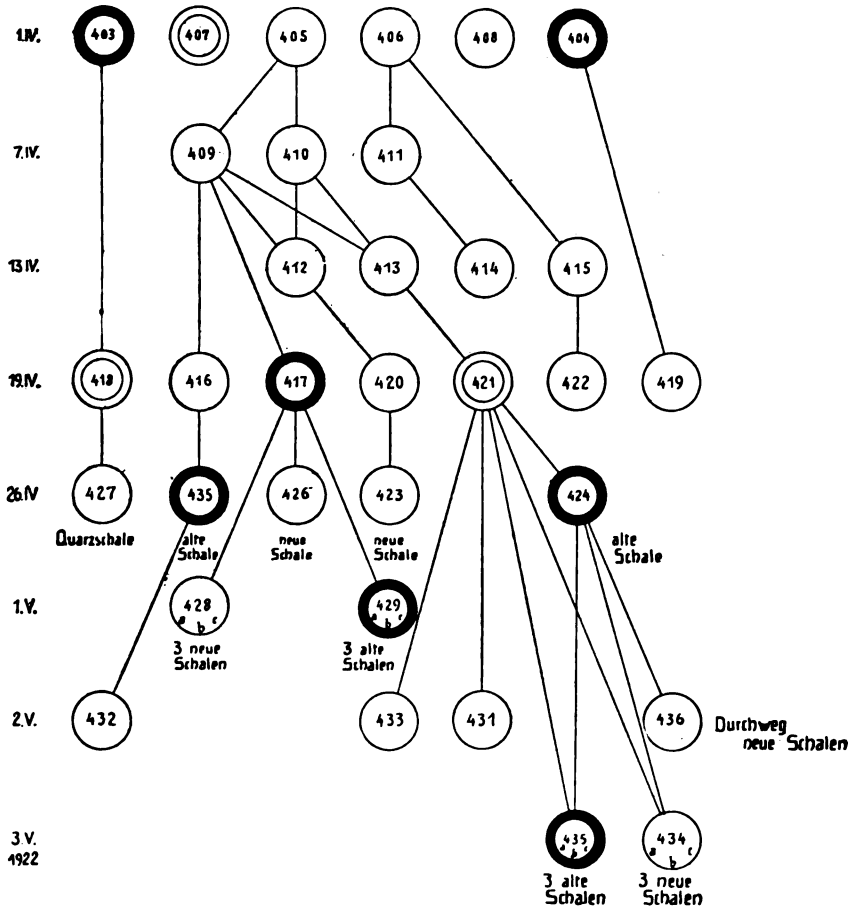 1.IV. 403 407 405 406 408 404
7.IV. 409 410 411
13.IV. 412 413 414 415
19.IV. 418 416 417 420 421 422 419
26.IV 427 435 426 423 424
Quarzschale
alte
Schale
neue
Schale
neue
Schale
alte
Schale
1.V. 428 429
a b c
a b c
3 neue
Schalen
3 alte
Schalen
2.V. 432 433 431 436
Durchweg
neue Schalen
3.V.
1922
435 434
a b c
a b c
3 alte
Schalen
3 neue
Schalen